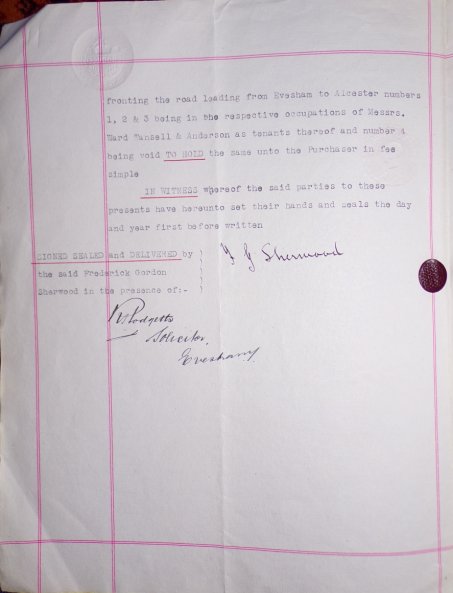 fronting the road leading from Evesham to Alcester numbers
1, 2 & 3 being in the respective occupations of Messrs.
Ward Tansell & Anderson as tenants thereof and number 4
being void TO HOLD the same unto the Purchaser in fee
simple
IN WITNESS whereof the said parties to these
presents have hereunto set their hands and seals the day
and year first before written
SIGNED SEALED and DELIVERED by )
the said Frederick Gordon )
Sherwood in the presence of:- )
F G Sherwood
Solicitor,
Evesham.